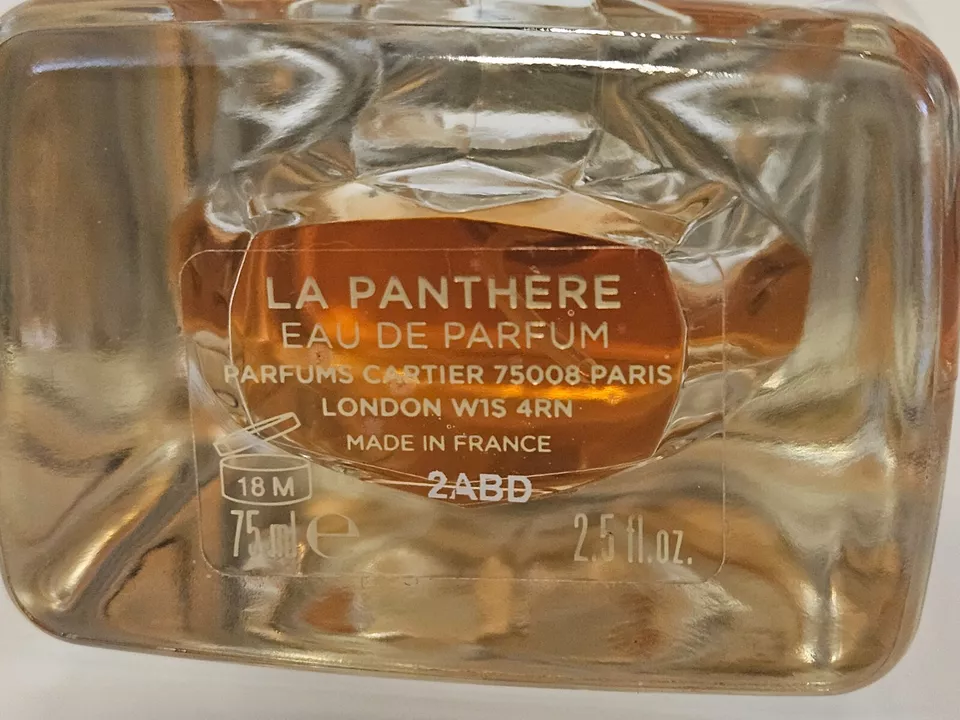 LA PANTHÈRE
EAU DE PARFUM
PARFUMS CARTIER 75008 PARIS
LONDON W1S 4RN
MADE IN FRANCE
2ABD
18 M
75 ml ℮
2.5 fl.oz.